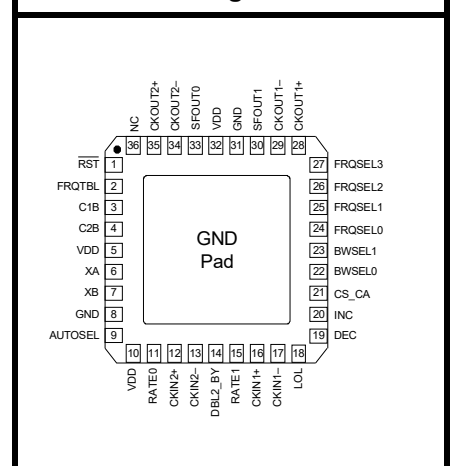 NC
CKOUT2+
CKOUT2–
SFOUT0
VDD
GND
SFOUT1
CKOUT1–
CKOUT1+
36 35 34 33 32 31 30 29 28
RST 1
FRQTBL 2
C1B 3
C2B 4
VDD 5
XA 6
XB 7
GND 8
AUTOSEL 9
GND
Pad
27 FRQSEL3
26 FRQSEL2
25 FRQSEL1
24 FRQSEL0
23 BWSEL1
22 BWSEL0
21 CS_CA
20 INC
19 DEC
10 11 12 13 14 15 16 17 18
VDD
RATE0
CKIN2+
CKIN2–
DBL2_BY
RATE1
CKIN1+
CKIN1–
LOL